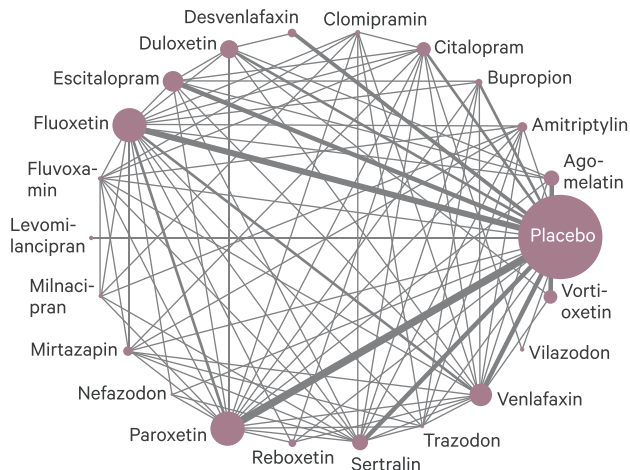 Desvenlafaxin
Clomipramin
Duloxetin
Citalopram
Escitalopram
Bupropion
Fluoxetin
Amitriptylin
Ago-
melatin
Fluvoxa-
min
Levomi-
lancipran
Placebo
Milnaci-
pran
Vorti-
oxetin
Mirtazapin
Vilazodon
Nefazodon
Venlafaxin
Paroxetin
Trazodon
Reboxetin
Sertralin